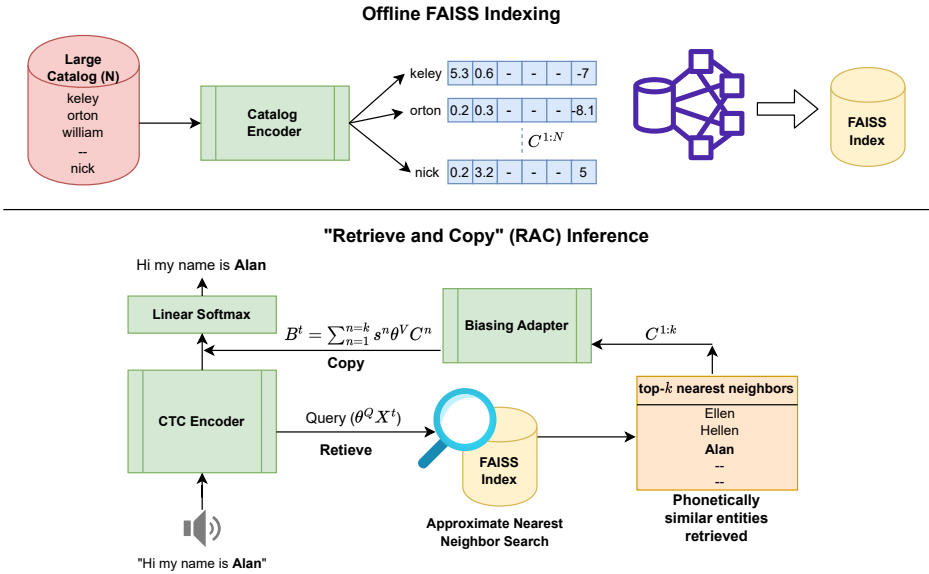 Offline FAISS Indexing
Large
Catalog (N)
keley
orton
william
--
nick
Catalog
Encoder
keley 5.3 0.6 - - - -7
orton 0.2 0.3 - - - -8.1
C^{1:N}
nick 0.2 3.2 - - - 5
FAISS
Index
"Retrieve and Copy" (RAC) Inference
Hi my name is Alan
Linear Softmax
B^t = \sum_{n=1}^{n=k} s^n θ^V C^n
Copy
Biasing Adapter
C^{1:k}
CTC Encoder
Query (θ^Q X^t)
Retieve
FAISS
Index
Approximate Nearest
Neighbor Search
top-k nearest neighbors
Ellen
Hellen
Alan
--
--
Phonetically
similar entities
retrieved
"Hi my name is Alan"